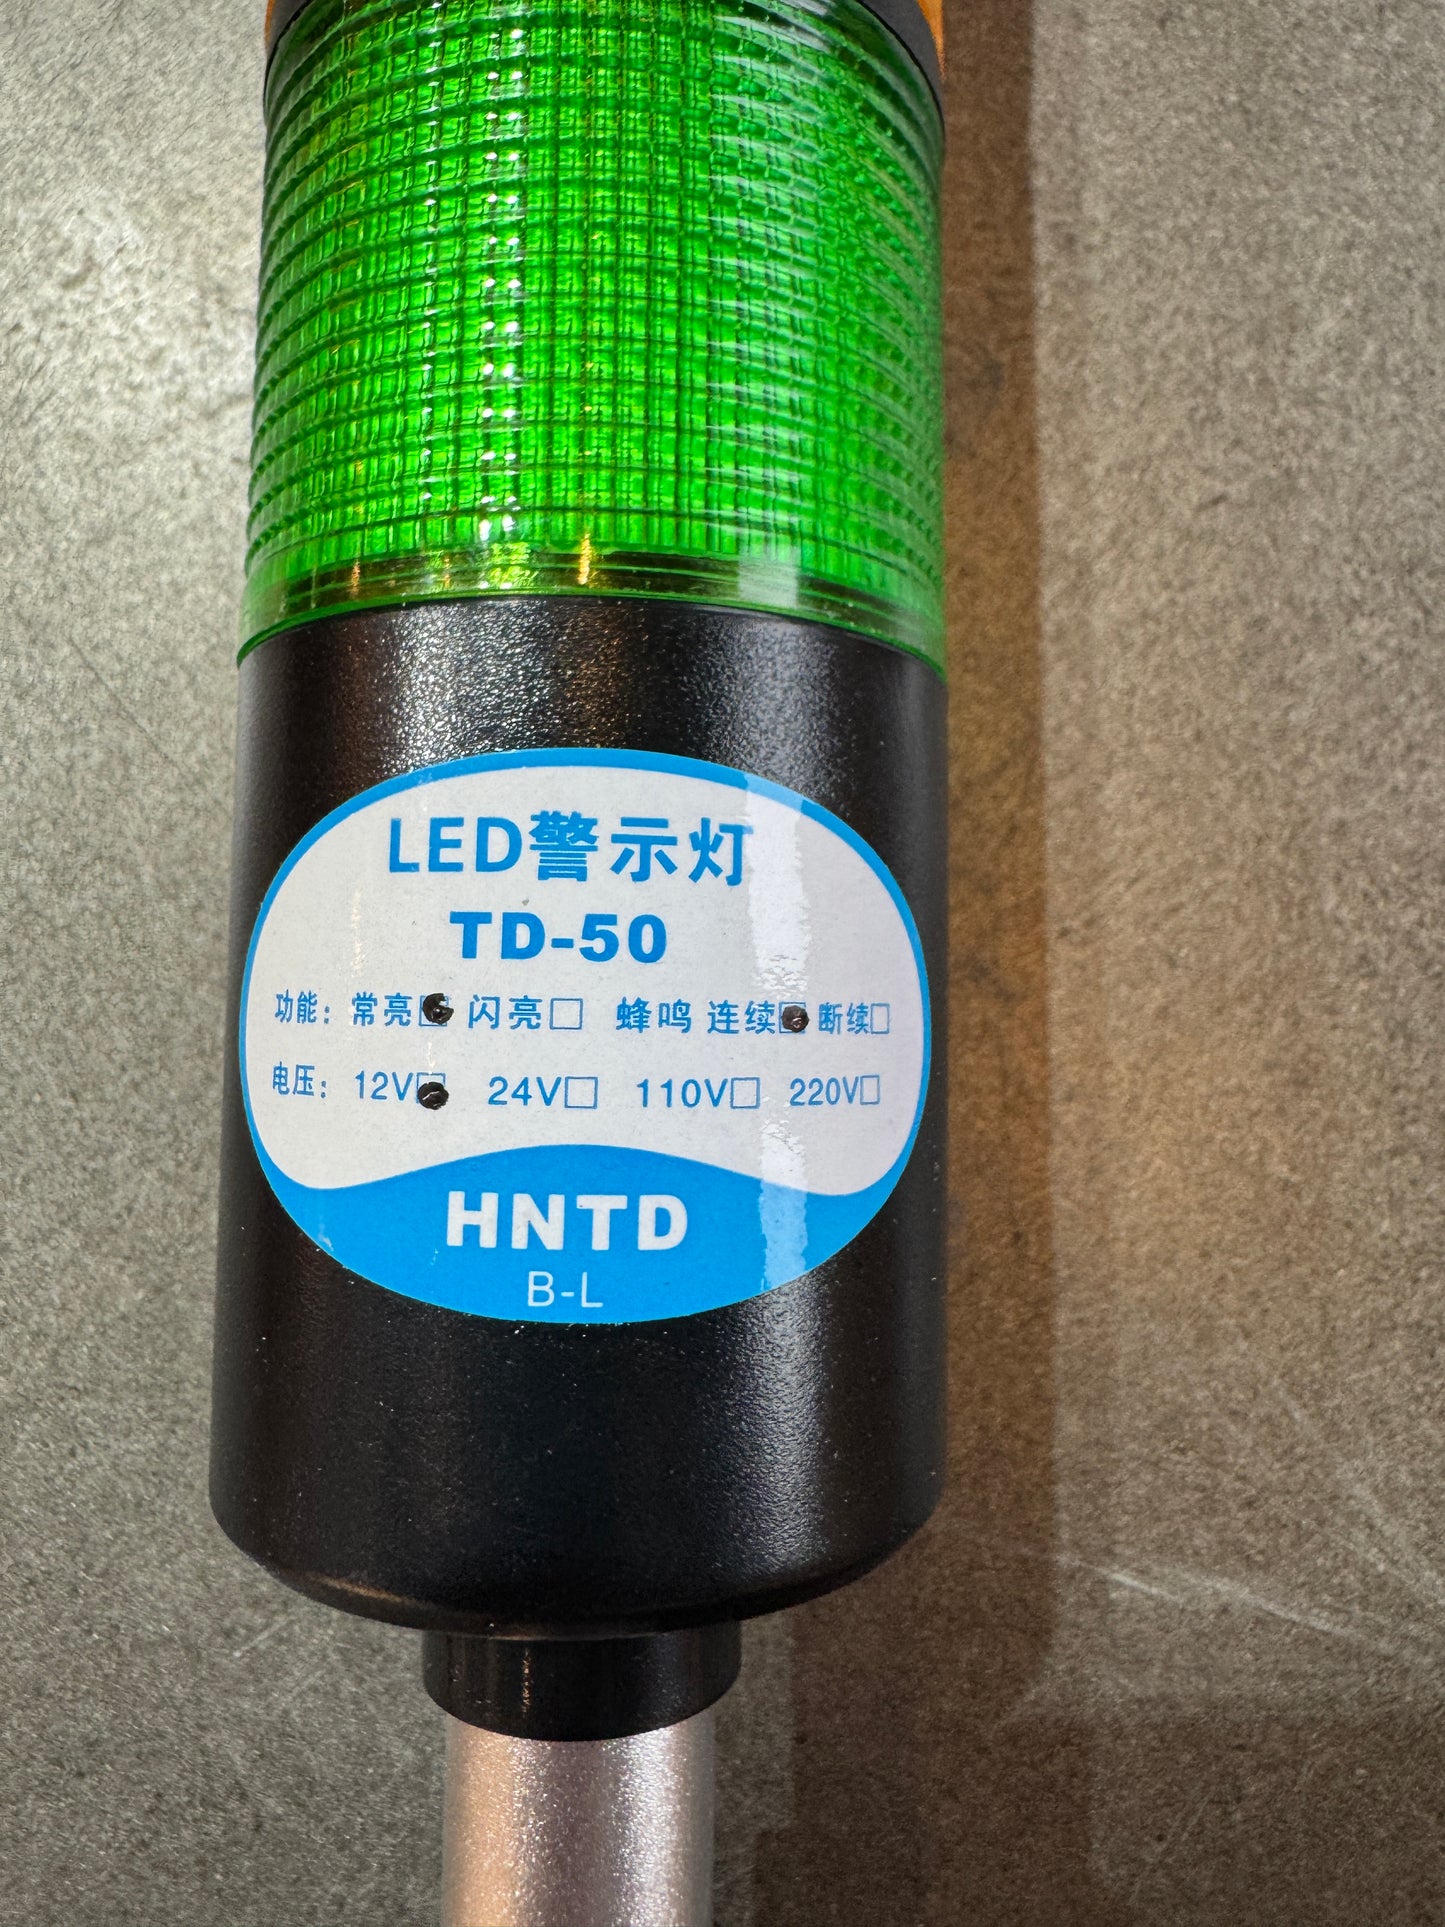 LED警示灯
TD-50
功能：常亮☑ 闪亮□ 蜂鸣 连续☑ 断续□
电压：12V☑ 24V□ 110V□ 220V□
HNTD
B-L